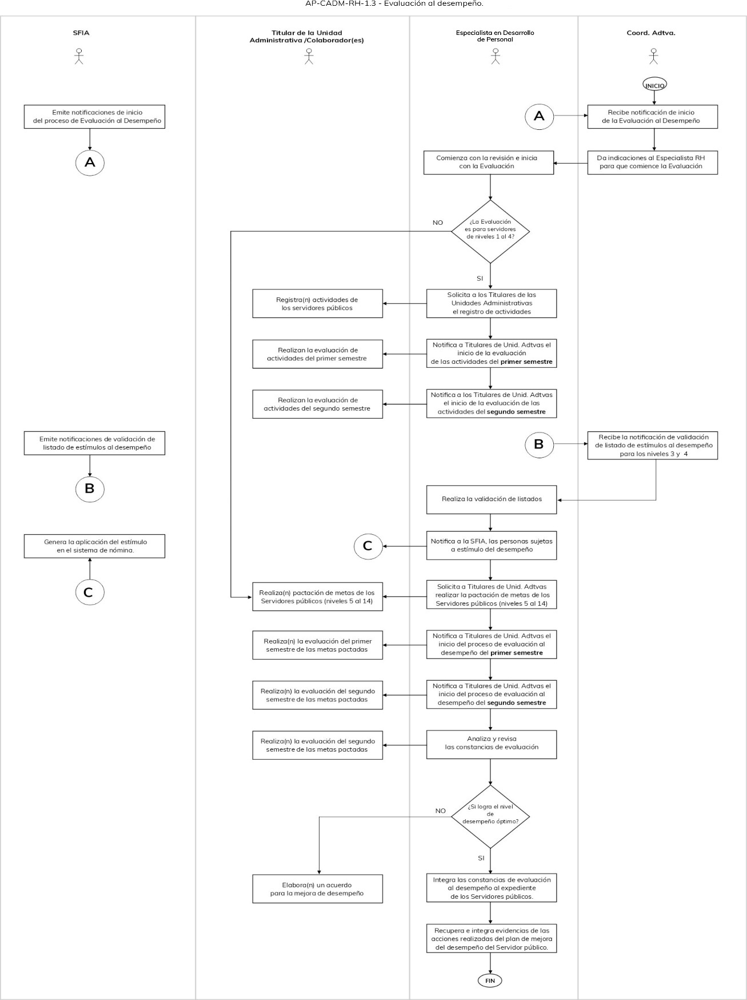 AP-CADM-RH-1.3 - Evaluación al desempeño.
SFIA
Titular de la Unidad
Administrativa /Colaborador(es)
Especialista en Desarrollo
de Personal
Coord. Adtva.
INICIO
Emite notificaciones de inicio
del proceso de Evaluación al Desempeño
A
Recibe notificación de inicio
de la Evaluación al Desempeño
A
Comienza con la revisión e inicia
con la Evaluación
Da indicaciones al Especialista RH
para que comience la Evaluación
NO
¿La Evaluación
es para servidores
de niveles 1 al 4?
SI
Registra(n) actividades de
los servidores públicos
Solicita a los Titulares de las
Unidades Administrativas
el registro de actividades
Realizan la evaluación de
actividades del primer semestre
Notifica a Titulares de Unid. Advtas el
inicio de la evaluación
de las actividades del primer semestre
Realizan la evaluación de
actividades del segundo semestre
Notifica a los Titulares de Unid. Adtvas
el inicio de la evaluación de las
actividades del segundo semestre
Emite notificaciones de validación de
listado de estímulos al desempeño
B
Recibe la notificación de validación
de listado de estímulos al desempeño
para los niveles 3 y  4
B
Realiza la validación de listados
Genera la aplicación del estímulo
en el sistema de nómina.
C
Notifica a la SFIA, las personas sujetas
a estímulo del desempeño
C
Realiza(n) pactación de metas de los
Servidores públicos (niveles 5 al 14)
Solicita a Titulares de Unid. Adtvas
realizar la pactación de metas de los
Servidores públicos (niveles 5 al 14)
Realiza(n) la evaluación del primer
semestre de las metas pactadas
Notifica a Titulares de Unid. Adtvas el
inicio del proceso de evaluación al
desempeño del primer semestre
Realiza(n) la evaluación del segundo
semestre de las metas pactadas
Notifica a Titulares de Unid. Adtvas el
inicio del proceso de evaluación al
desempeño del segundo semestre
Realiza(n) la evaluación del segundo
semestre de las metas pactadas
Analiza y revisa
las constancias de evaluación
NO
¿Si logra el nivel
de
desempeño óptimo?
SI
Elabora(n) un acuerdo
para la mejora de desempeño
Integra las constancias de evaluación
al desempeño al expediente
de los Servidores públicos.
Recupera e integra evidencias de las
acciones realizadas del plan de mejora
del desempeño del Servidor público.
FIN